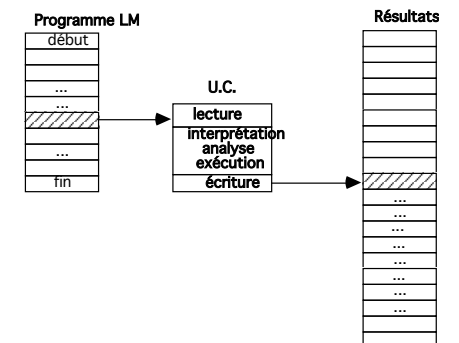 Programme LM
début
...
...
...
fin
U.C.
lecture
interprétation
analyse
exécution
écriture
Résultats
...
...
...
...
...
...
...
...